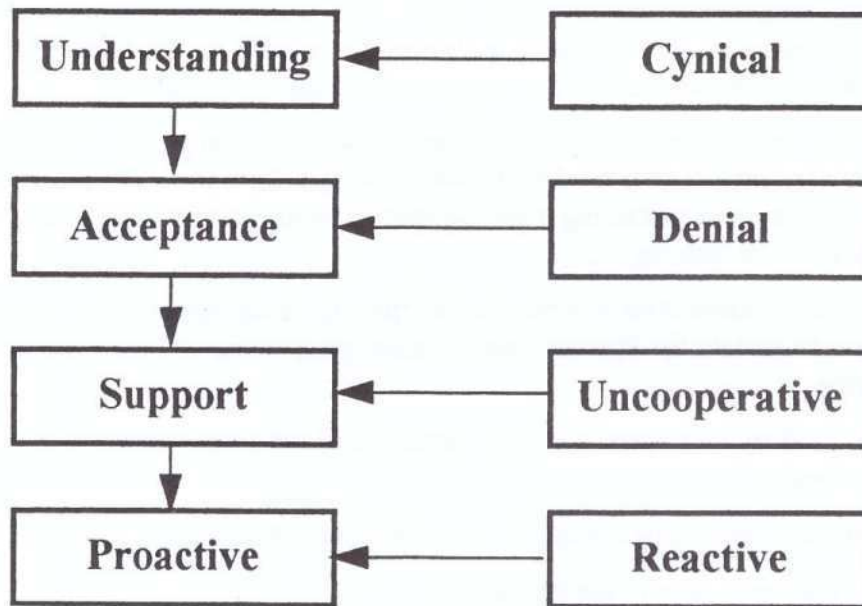 Understanding
Cynical
Acceptance
Denial
Support
Uncooperative
Proactive
Reactive